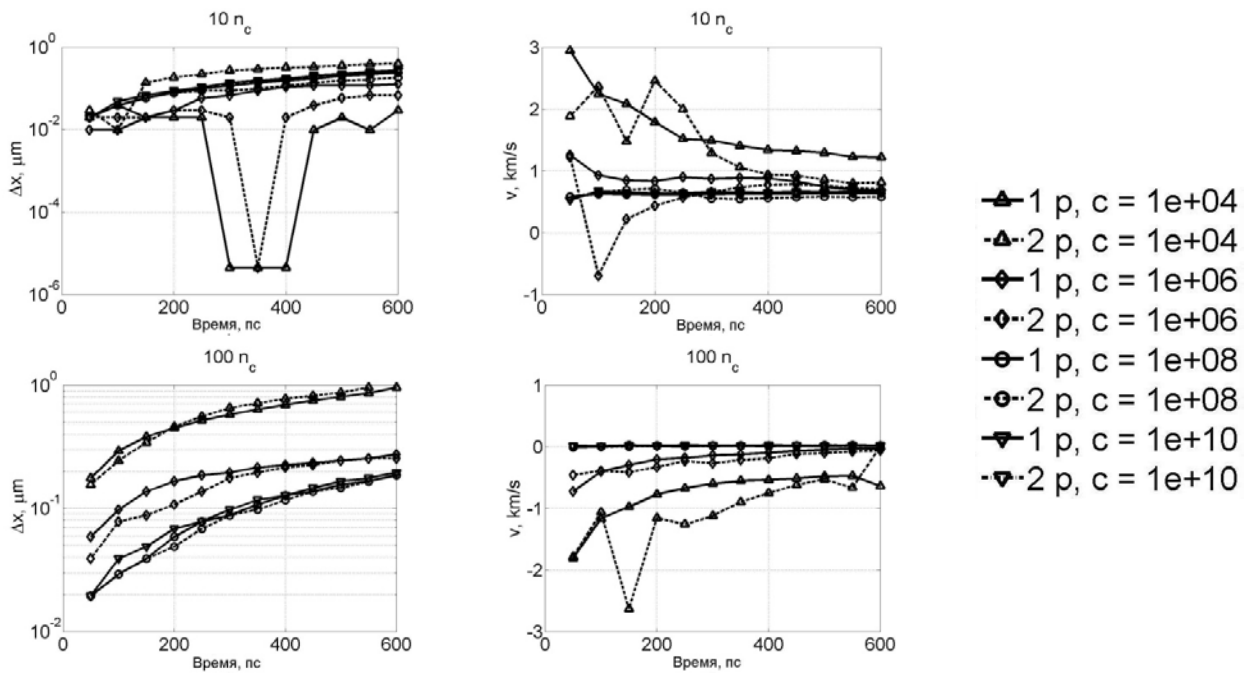 10 n_c
10^0
10^-2
10^-4
10^-6
Δx, μm
0 200 400 600
Время, пс
10 n_c
3
2
1
0
-1
v, km/s
0 200 400 600
Время, пс
100 n_c
10^0
10^-1
10^-2
Δx, μm
0 200 400 600
Время, пс
100 n_c
1
0
-1
-2
-3
v, km/s
0 200 400 600
Время, пс
1 p, c = 1e+04
2 p, c = 1e+04
1 p, c = 1e+06
2 p, c = 1e+06
1 p, c = 1e+08
2 p, c = 1e+08
1 p, c = 1e+10
2 p, c = 1e+10